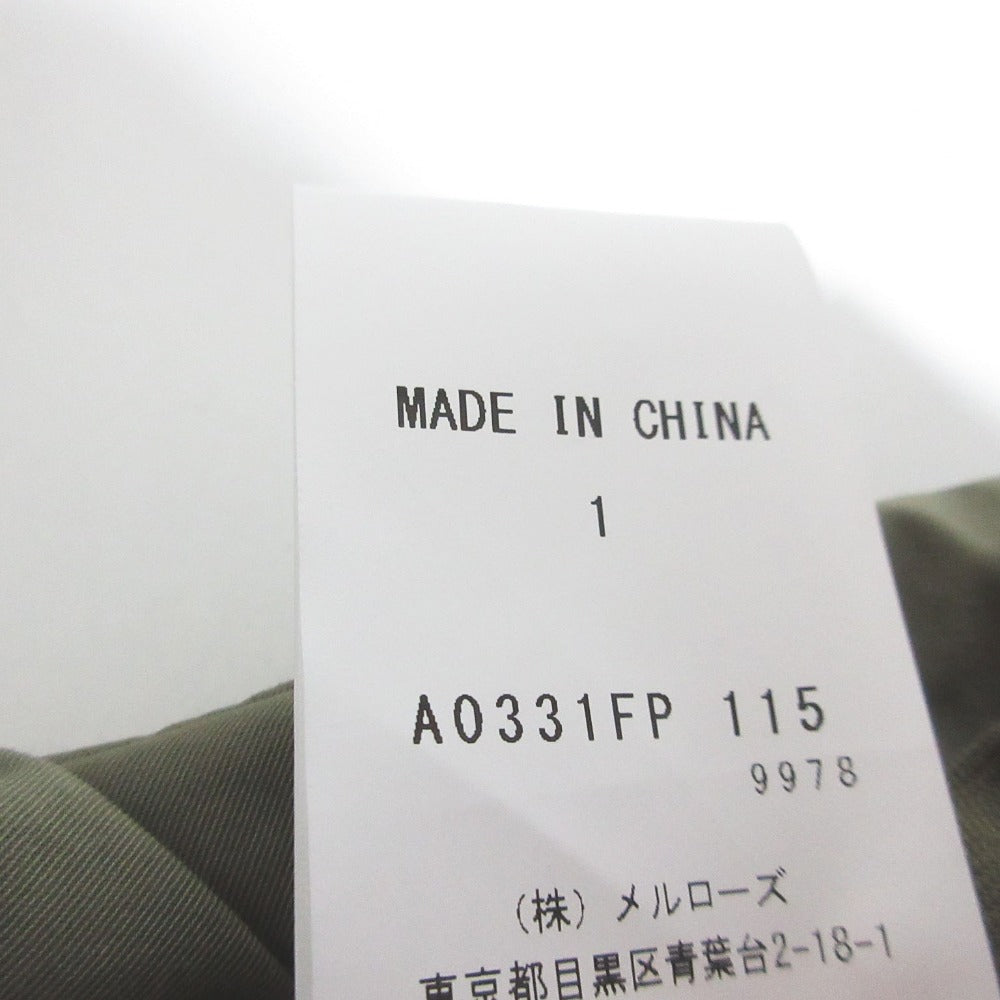 MADE IN CHINA
1
A0331FP 115
9978
(株) メルローズ
東京都目黒区青葉台2-18-1